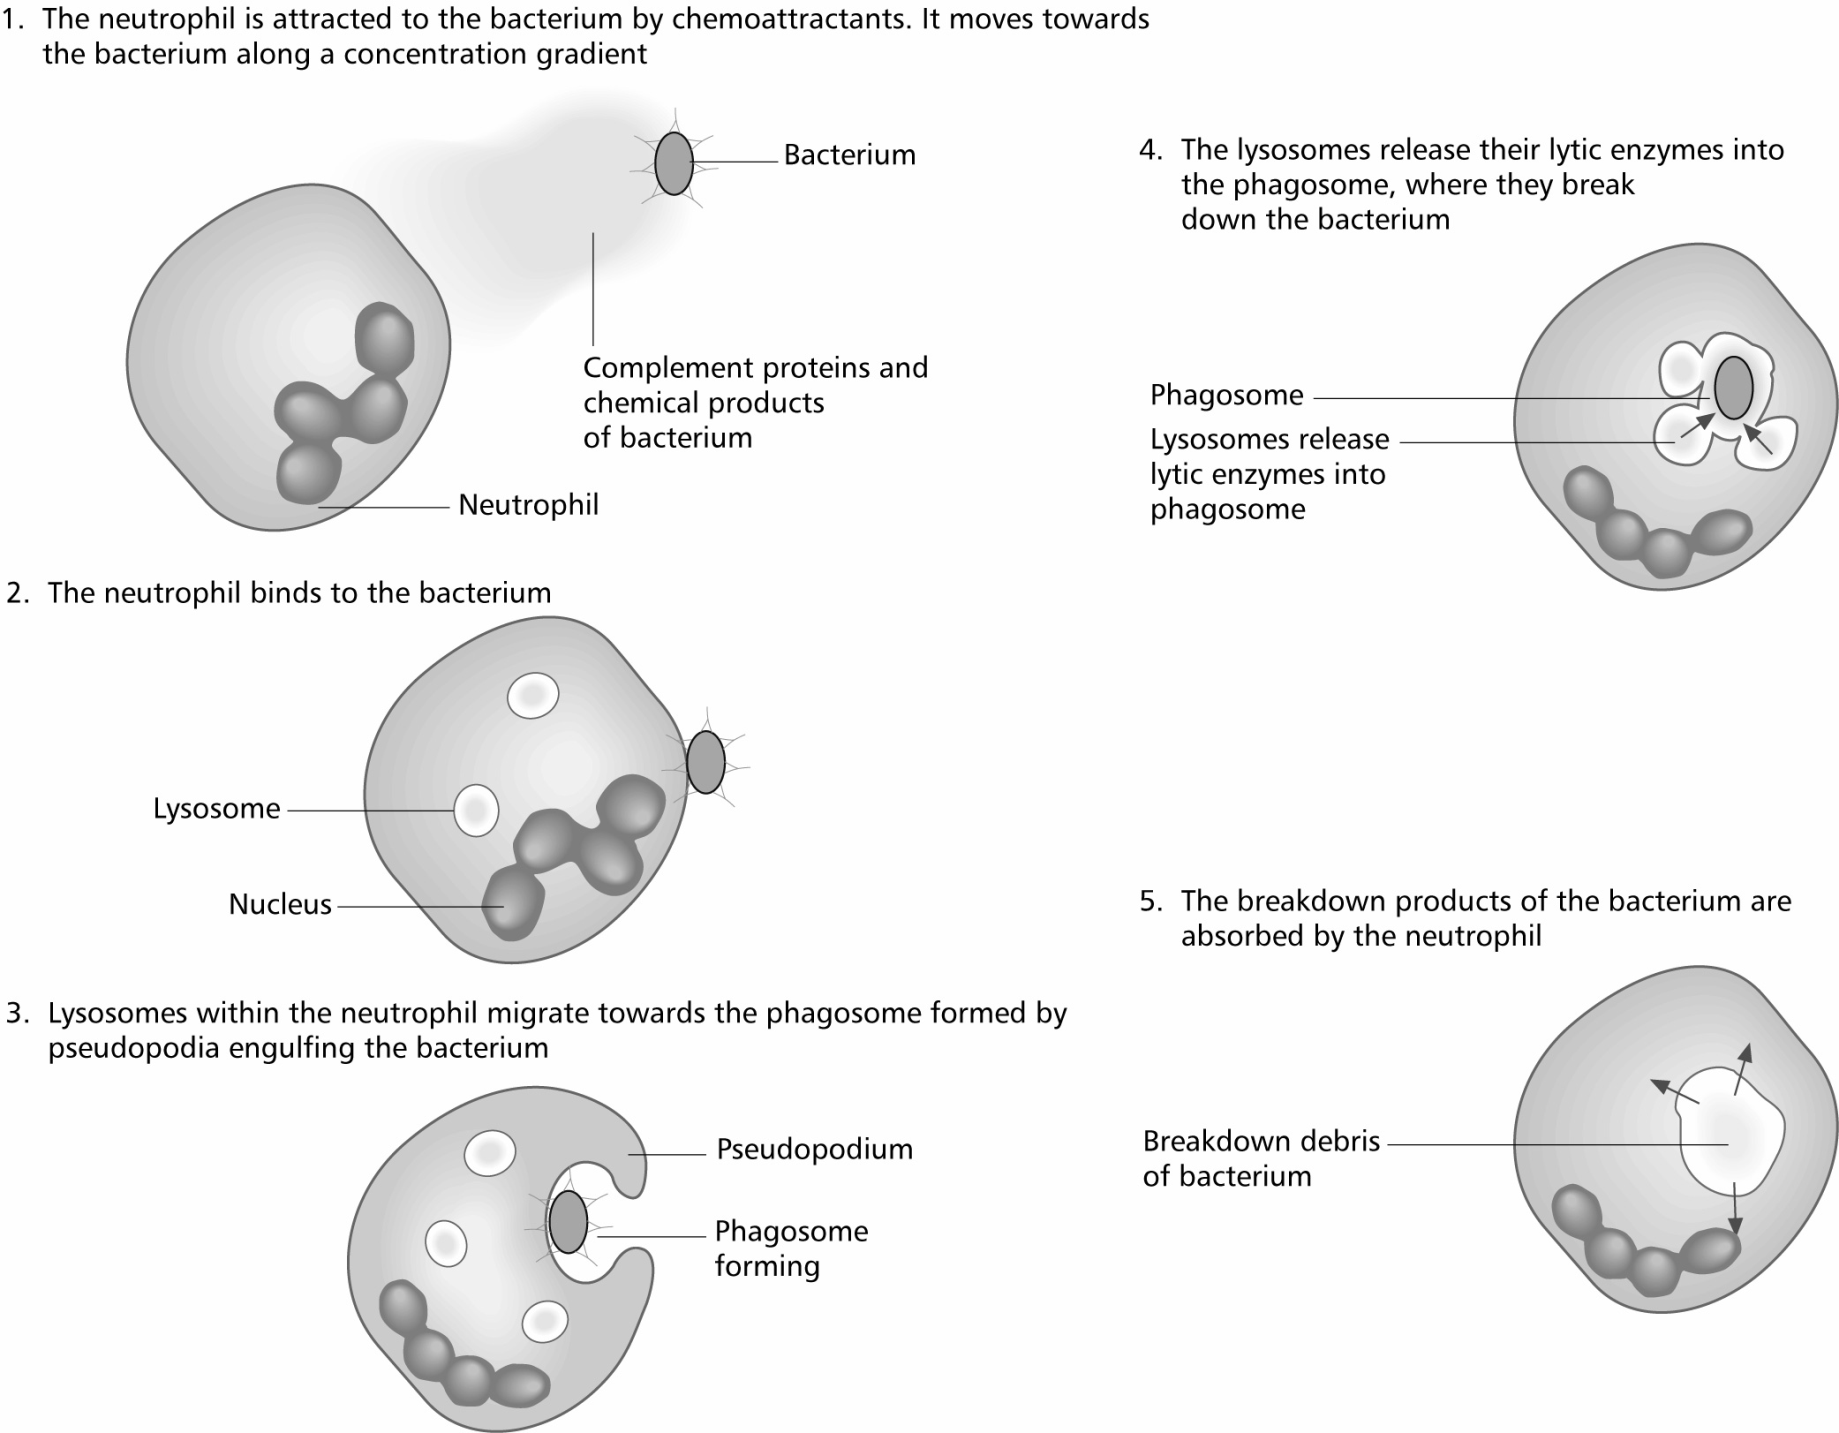 1. The neutrophil is attracted to the bacterium by chemoattractants. It moves towards
the bacterium along a concentration gradient
Bacterium
Complement proteins and
chemical products
of bacterium
Neutrophil
2. The neutrophil binds to the bacterium
Lysosome
Nucleus
3. Lysosomes within the neutrophil migrate towards the phagosome formed by
pseudopodia engulfing the bacterium
Pseudopodium
Phagosome
forming
4. The lysosomes release their lytic enzymes into
the phagosome, where they break
down the bacterium
Phagosome
Lysosomes release
lytic enzymes into
phagosome
5. The breakdown products of the bacterium are
absorbed by the neutrophil
Breakdown debris
of bacterium